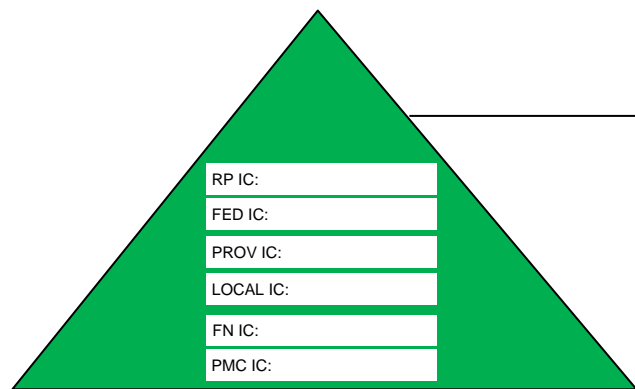 RP IC:
FED IC:
PROV IC:
LOCAL IC:
FN IC:
PMC IC: